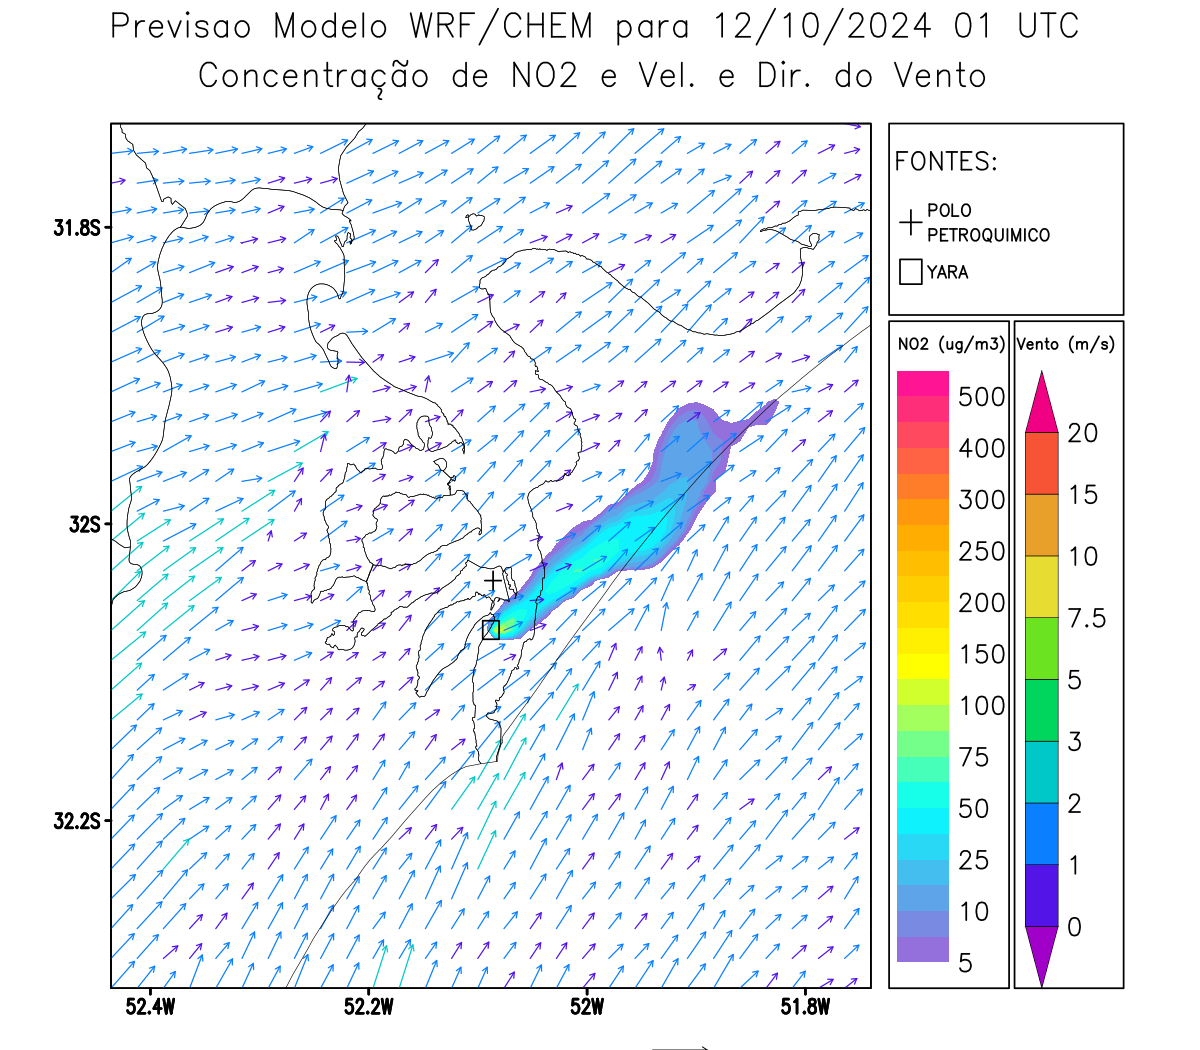 Previsao Modelo WRF/CHEM para 12/10/2024 01 UTC
Concentração de NO2 e Vel. e Dir. do Vento
FONTES:
POLO
PETROQUIMICO
YARA
31.8S
32S
32.2S
52.4W
52.2W
52W
51.8W
NO2 (ug/m3)
500
400
300
250
200
150
100
75
50
25
10
5
Vento (m/s)
20
15
10
7.5
5
3
2
1
0